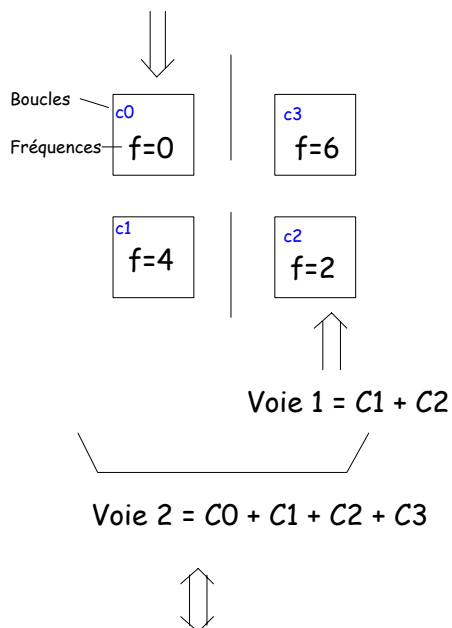 Boucles
c0
c3
Fréquences
f=0
f=6
c1
c2
f=4
f=2
Voie 1 = C1 + C2
Voie 2 = C0 + C1 + C2 + C3